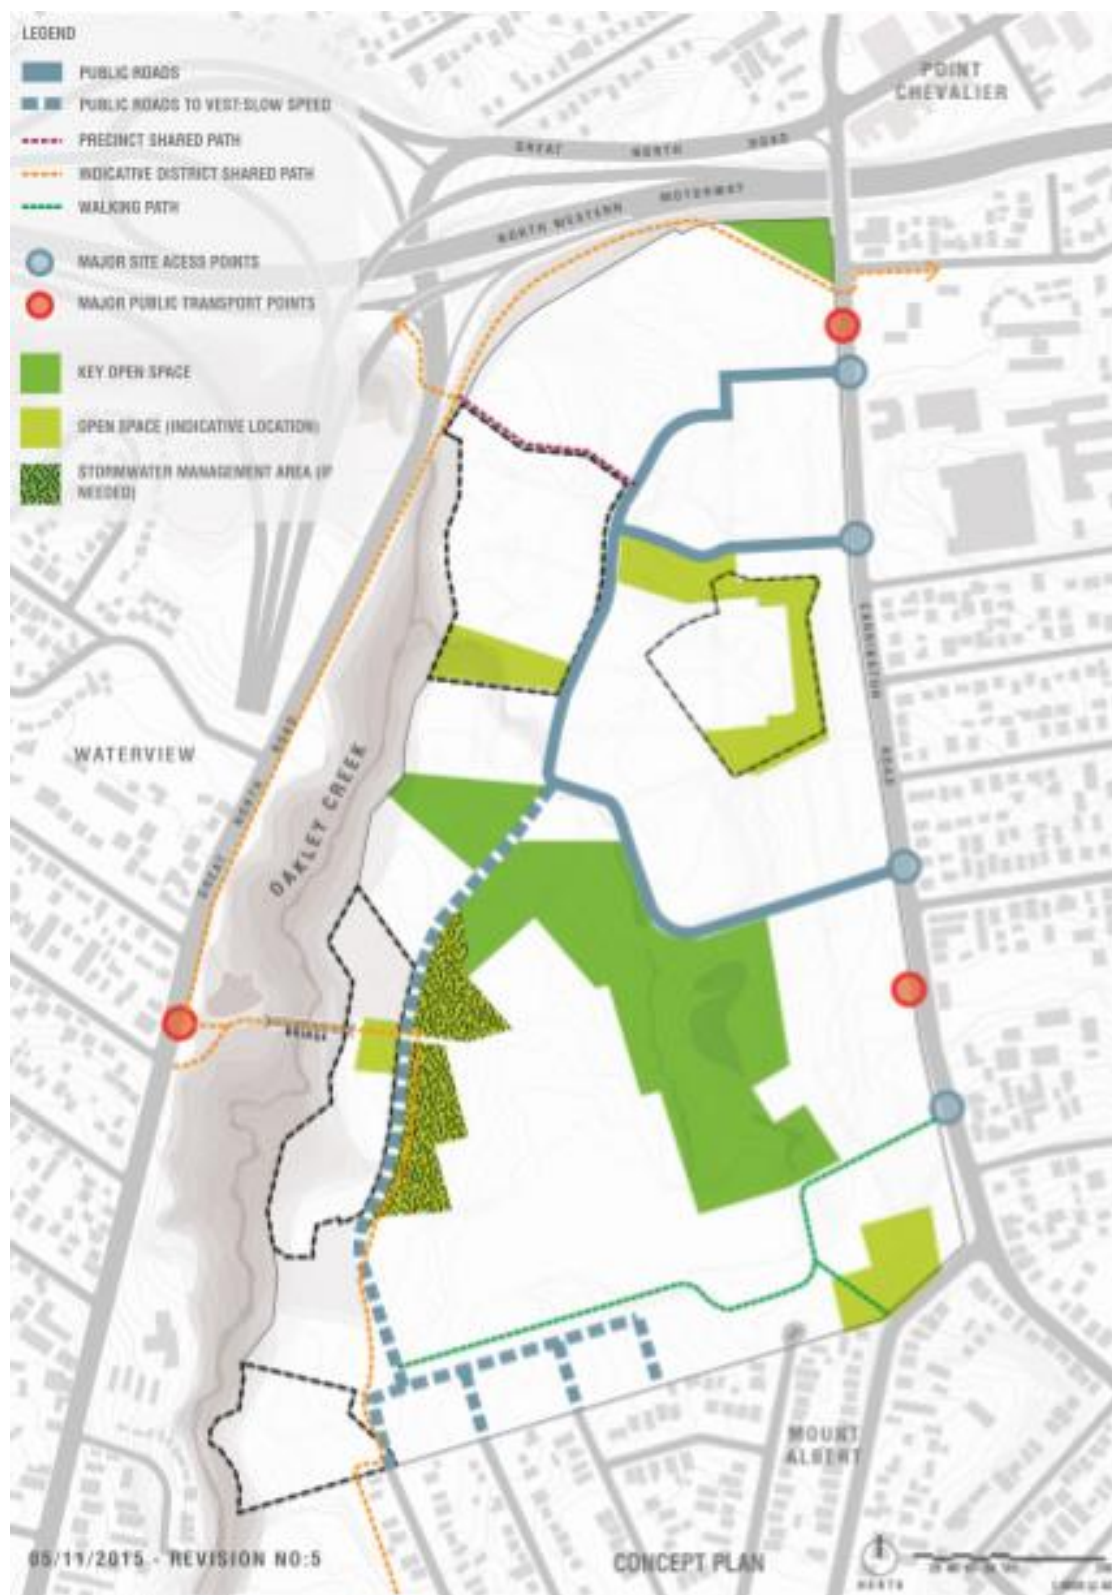 LEGEND
PUBLIC ROADS
PUBLIC ROADS TO VEST:SLOW SPEED
PRECINCT SHARED PATH
INDICATIVE DISTRICT SHARED PATH
WALKING PATH
MAJOR SITE ACESS POINTS
MAJOR PUBLIC TRANSPORT POINTS
KEY OPEN SPACE
OPEN SPACE (INDICATIVE LOCATION)
STORMWATER MANAGEMENT AREA (IF
NEEDED)
POINT
CHEVALIER
GREAT NORTH ROAD
NORTH WESTERN MOTORWAY
CARRINGTON ROAD
WATERVIEW
GREAT NORTH ROAD
OAKLEY CREEK
BRIDGE
MOUNT
ALBERT
05/11/2015 - REVISION NO:5
CONCEPT PLAN
NORTH